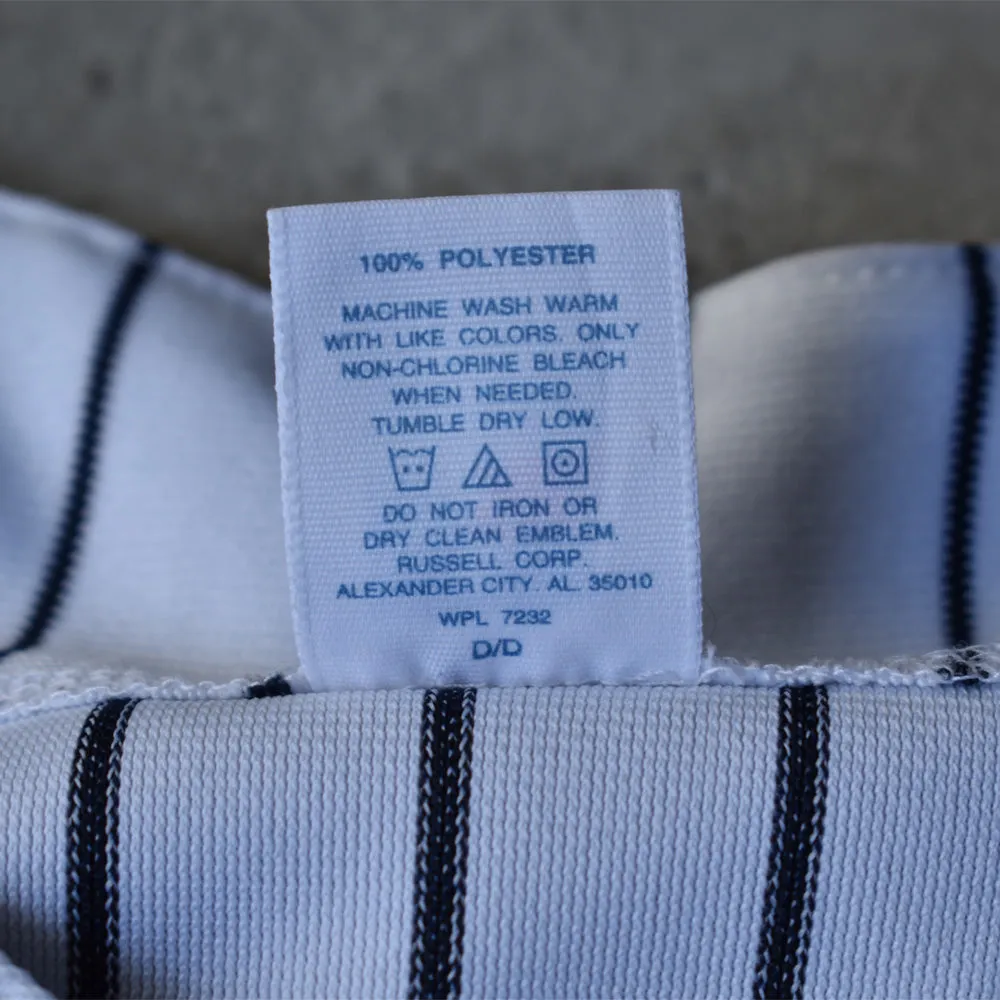 100% POLYESTER
MACHINE WASH WARM
WITH LIKE COLORS. ONLY
NON-CHLORINE BLEACH
WHEN NEEDED.
TUMBLE DRY LOW.
DO NOT IRON OR
DRY CLEAN EMBLEM.
RUSSELL CORP.
ALEXANDER CITY. AL. 35010
WPL 7232
D/D